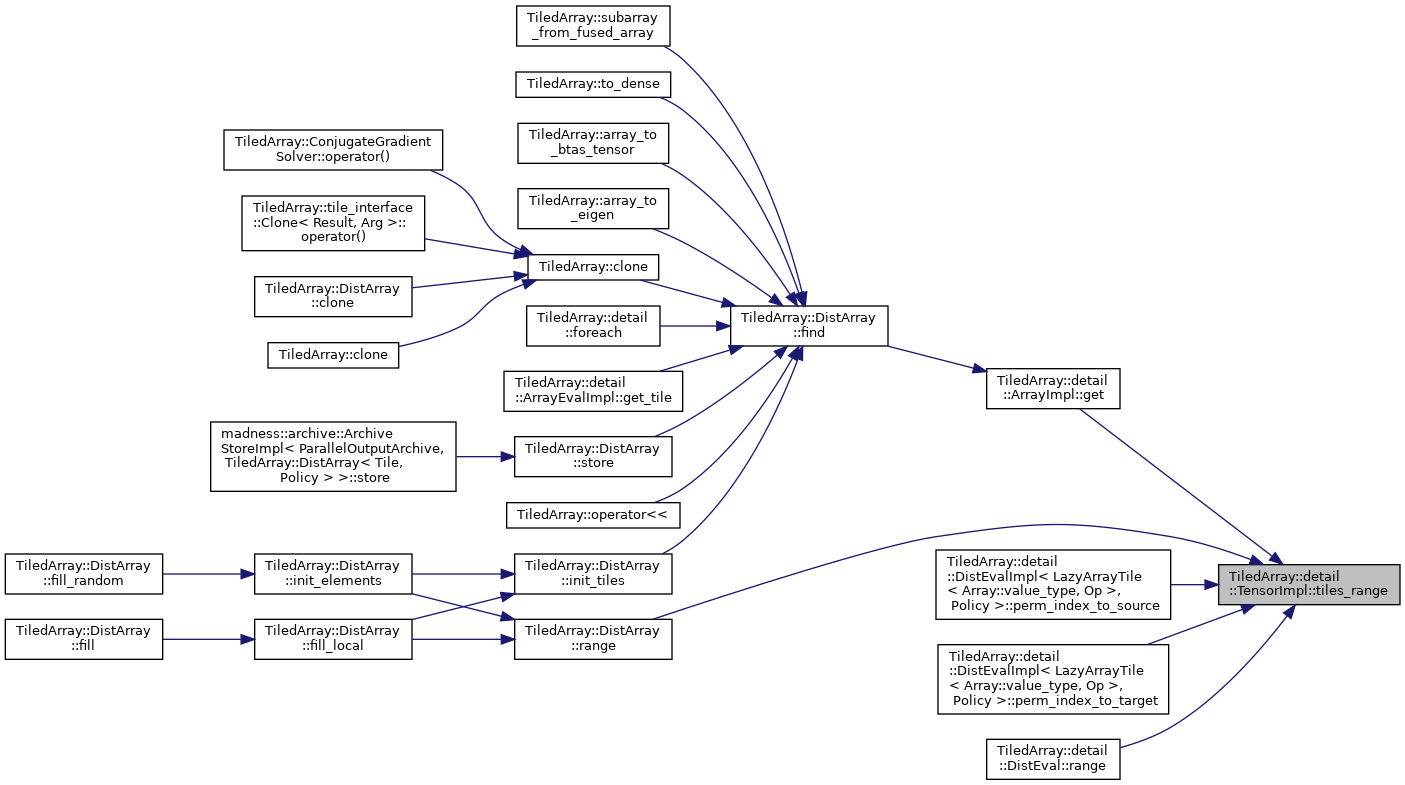 TiledArray::subarray
_from_fused_array
TiledArray::to_dense
TiledArray::array_to
_btas_tensor
TiledArray::ConjugateGradient
Solver::operator()
TiledArray::tile_interface
::Clone< Result, Arg >::
operator()
TiledArray::array_to
_eigen
TiledArray::clone
TiledArray::DistArray
::clone
TiledArray::detail
::foreach
TiledArray::DistArray
::find
TiledArray::clone
TiledArray::detail
::ArrayEvalImpl::get_tile
TiledArray::detail
::ArrayImpl::get
madness::archive::Archive
StoreImpl< ParallelOutputArchive,
TiledArray::DistArray< Tile,
Policy > >::store
TiledArray::DistArray
::store
TiledArray::operator<<
TiledArray::DistArray
::fill_random
TiledArray::DistArray
::init_elements
TiledArray::DistArray
::init_tiles
TiledArray::detail
::DistEvalImpl< LazyArrayTile
< Array::value_type, Op >,
Policy >::perm_index_to_source
TiledArray::detail
::TensorImpl::tiles_range
TiledArray::DistArray
::fill
TiledArray::DistArray
::fill_local
TiledArray::DistArray
::range
TiledArray::detail
::DistEvalImpl< LazyArrayTile
< Array::value_type, Op >,
Policy >::perm_index_to_target
TiledArray::detail
::DistEval::range